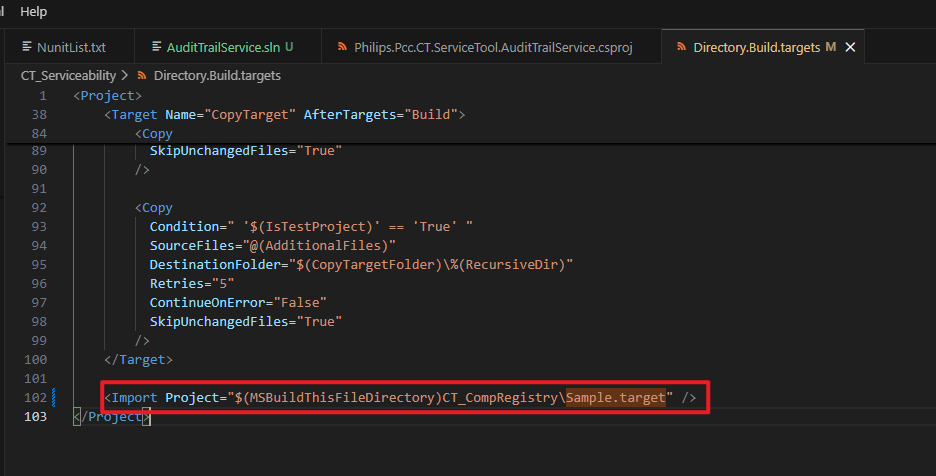 Help
NunitList.txt
AuditTrailService.sln U
Philips.Pcc.CT.ServiceTool.AuditTrailService.csproj
Directory.Build.targets M
CT_Serviceability > Directory.Build.targets
1 <Project>
38 <Target Name="CopyTarget" AfterTargets="Build">
84 <Copy
89 SkipUnchangedFiles="True"
90 />
91
92 <Copy
93 Condition=" '$(IsTestProject)' == 'True' "
94 SourceFiles="@(AdditionalFiles)"
95 DestinationFolder="$(CopyTargetFolder)\%(RecursiveDir)"
96 Retries="5"
97 ContinueOnError="False"
98 SkipUnchangedFiles="True"
99 />
100 </Target>
101
102 <Import Project="$(MSBuildThisFileDirectory)CT_CompRegistry\Sample.target" />
103 </Project>